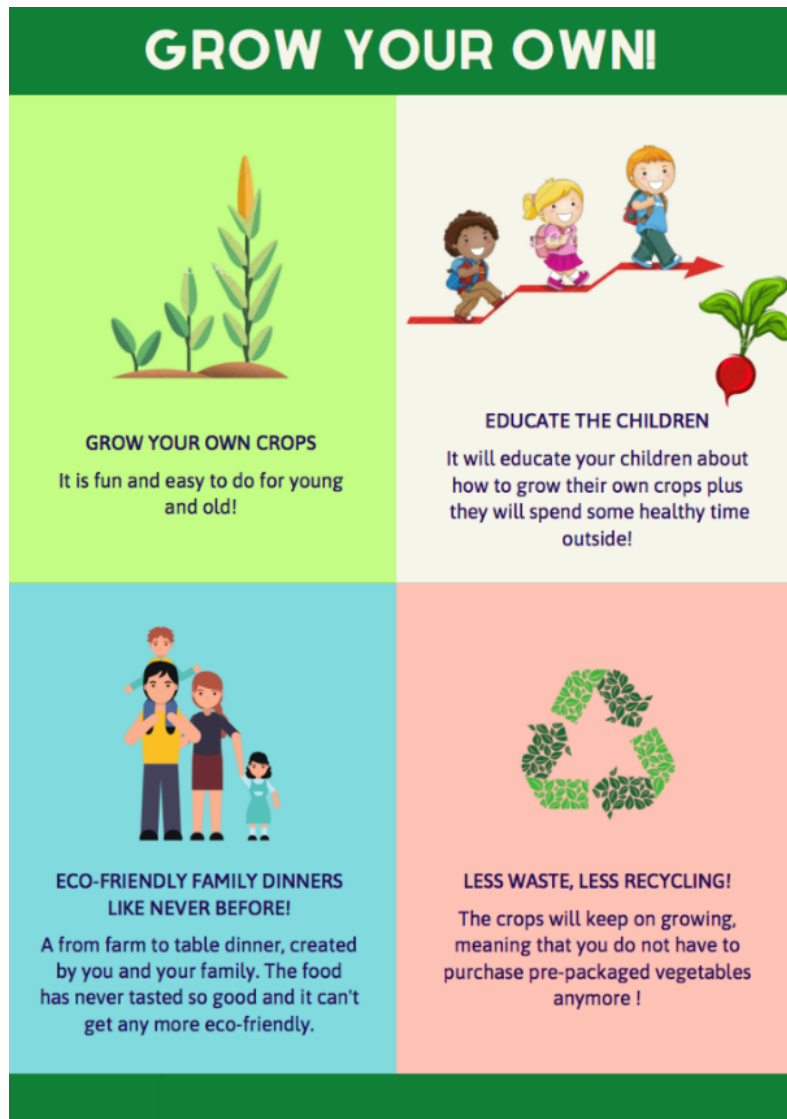 GROW YOUR OWN!
GROW YOUR OWN CROPS
It is fun and easy to do for young
and old!
EDUCATE THE CHILDREN
It will educate your children about
how to grow their own crops plus
they will spend some healthy time
outside!
ECO-FRIENDLY FAMILY DINNERS
LIKE NEVER BEFORE!
A from farm to table dinner, created
by you and your family. The food
has never tasted so good and it can't
get any more eco-friendly.
LESS WASTE, LESS RECYCLING!
The crops will keep on growing,
meaning that you do not have to
purchase pre-packaged vegetables
anymore !